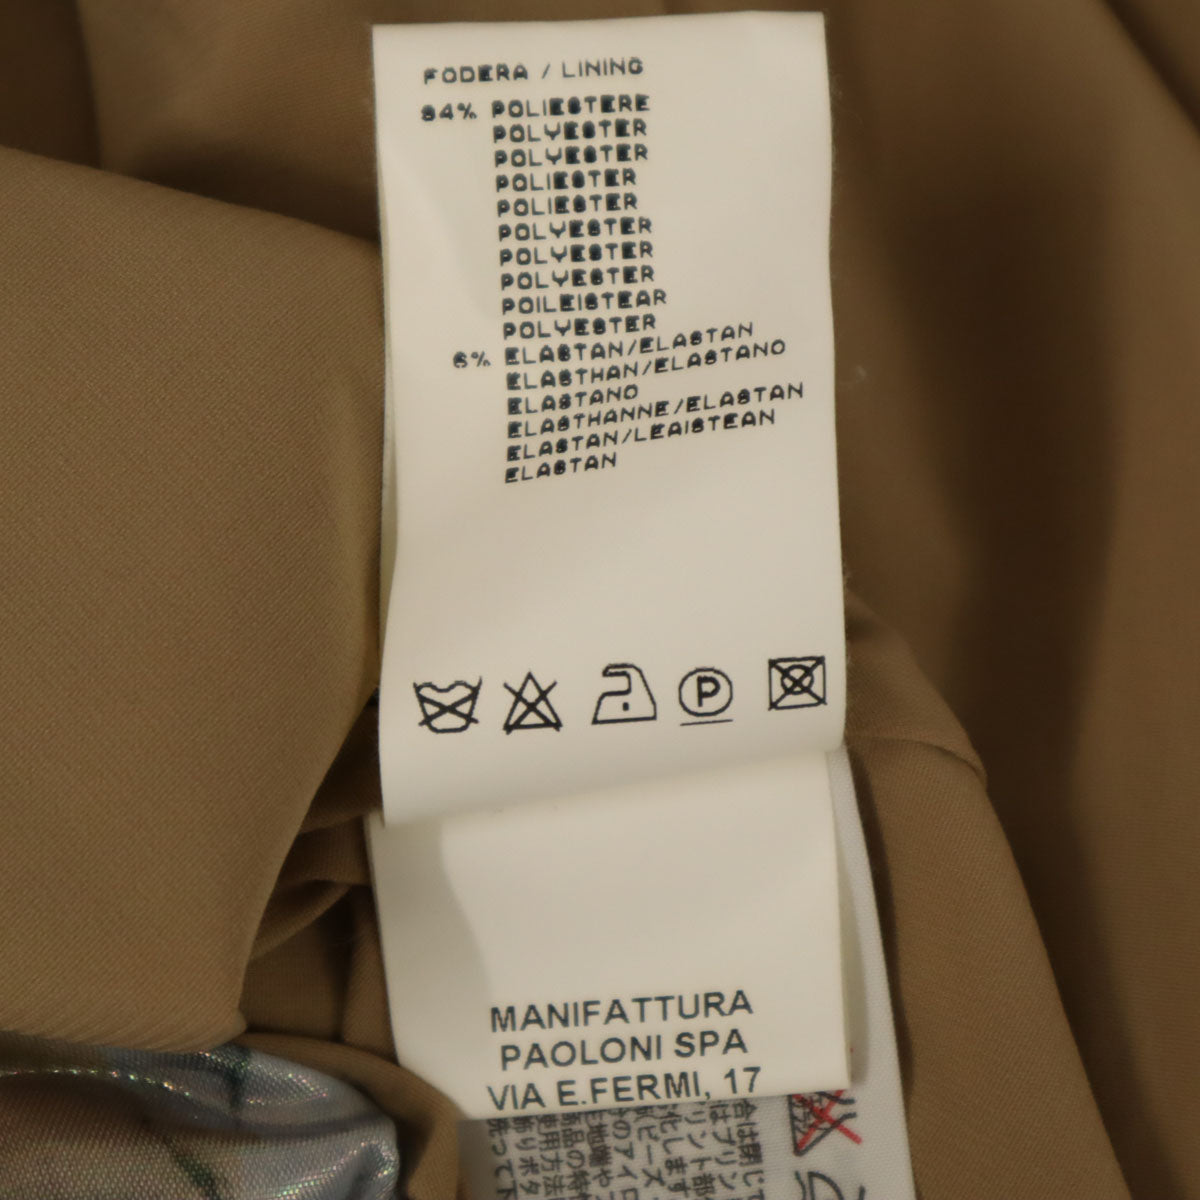 FODERA / LINING
94% POLIESTERE
POLYESTER
POLYESTER
POLIESTER
POLIESTER
POLYESTER
POLYESTER
POLYESTER
POILEISTEAR
POLYESTER
6% ELASTAN/ELASTAN
ELASTHAN/ELASTANO
ELASTANO
ELASTHANNE/ELASTAN
ELASTAN/LEAISTEAN
ELASTAN
P
MANIFATTURA
PAOLONI SPA
VIA E.FERMI, 17